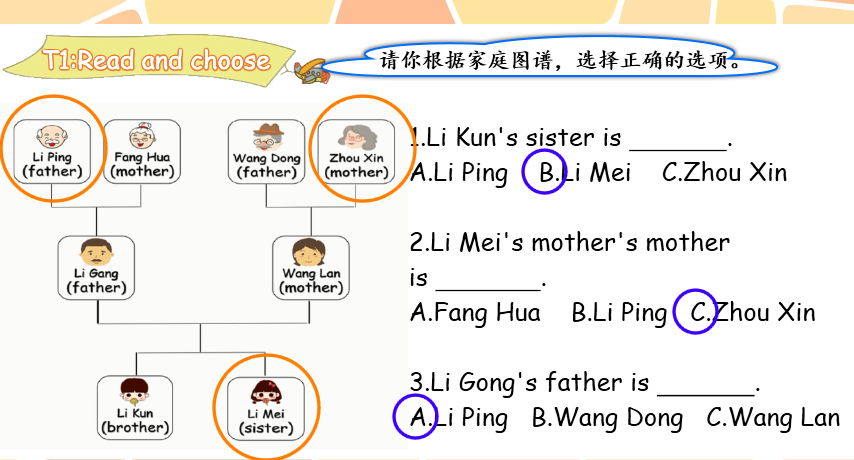 T1:Read and choose
请你根据家庭图谱，选择正确的选项。
Li Ping
(father)
Fang Hua
(mother)
Wang Dong
(father)
Zhou Xin
(mother)
Li Gang
(father)
Wang Lan
(mother)
Li Kun
(brother)
Li Mei
(sister)
1.Li Kun's sister is _______.
A.Li Ping B.Li Mei C.Zhou Xin
2.Li Mei's mother's mother
is ________.
A.Fang Hua B.Li Ping C.Zhou Xin
3.Li Gong's father is _______.
A.Li Ping B.Wang Dong C.Wang Lan